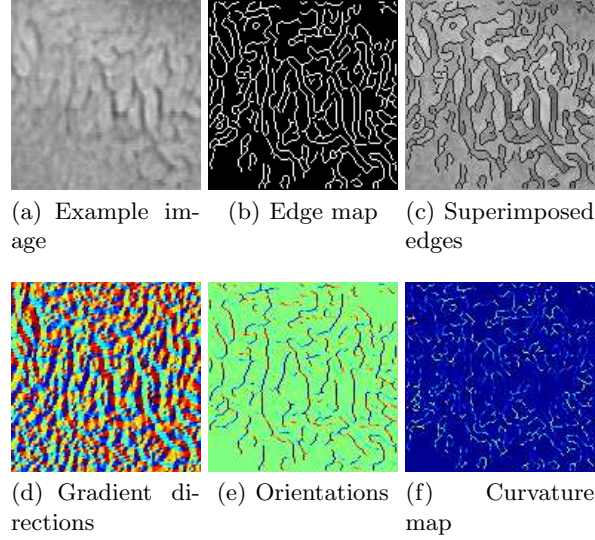 (a) Example im-
age
(b) Edge map
(c) Superimposed
edges
(d) Gradient di-
rections
(e) Orientations
(f) Curvature
map